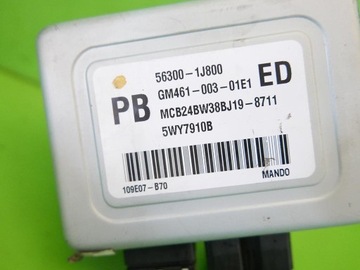 56300-1J800
PB GM461-003-01E1 ED
MCB24BW38BJ19-8711
5WY7910B
109E07-B70 MANDO